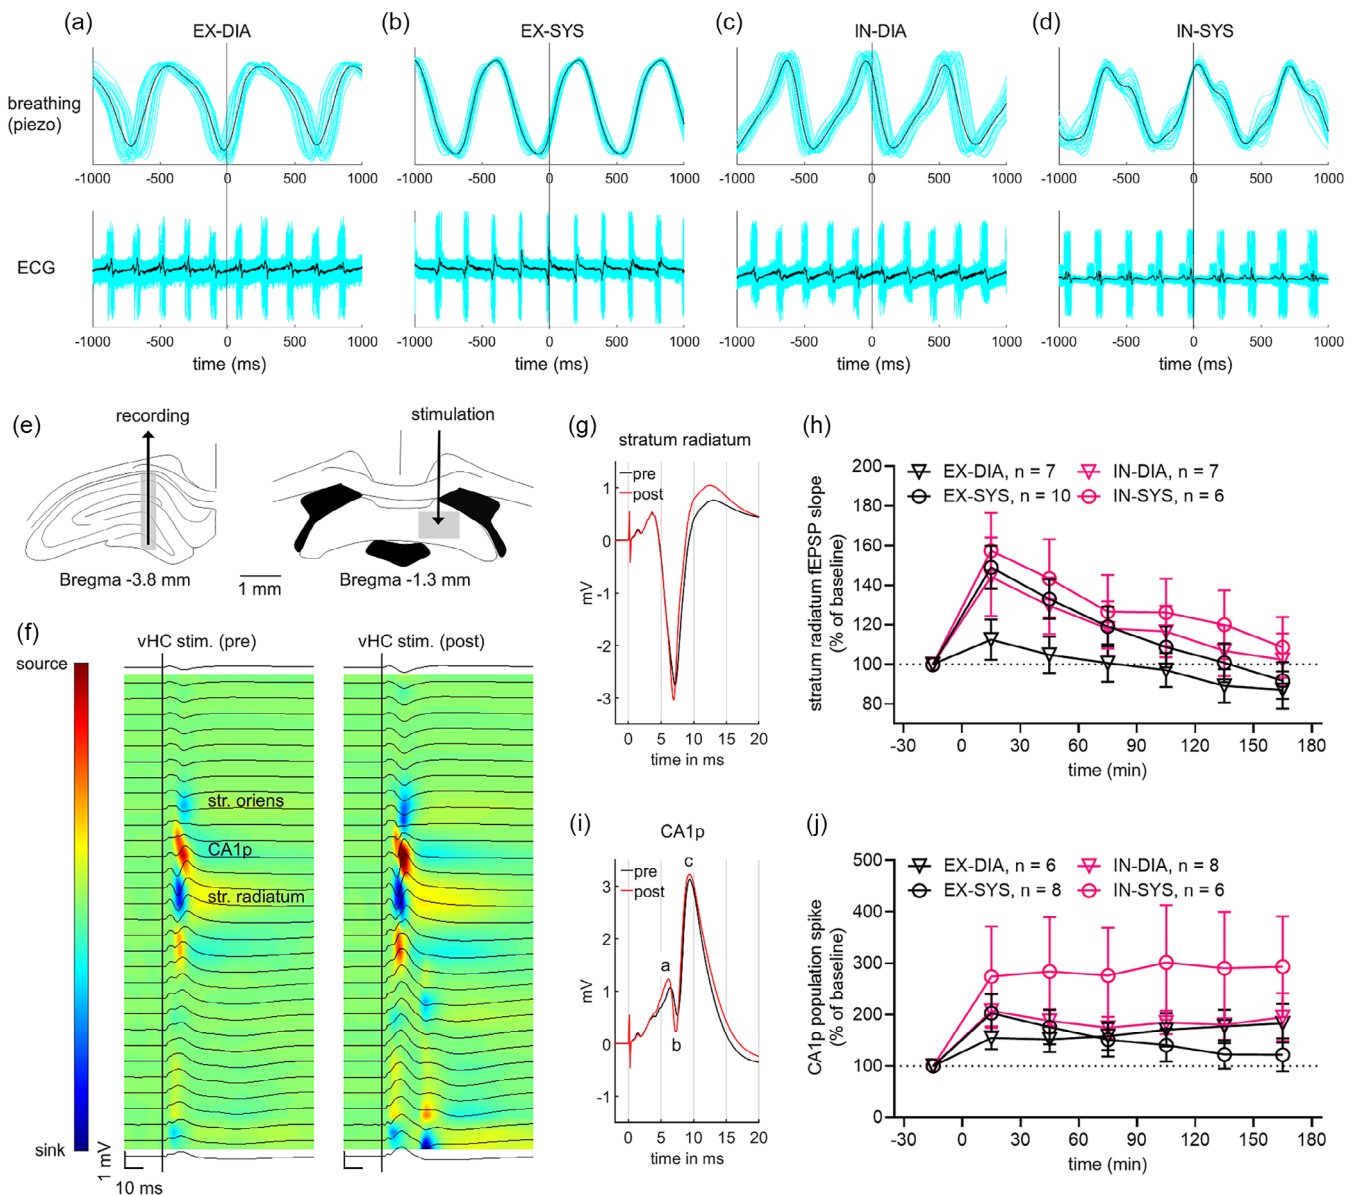 (a) EX-DIA
(b) EX-SYS
(c) IN-DIA
(d) IN-SYS
breathing
(piezo)
-1000 -500 0 500 1000
-1000 -500 0 500 1000
-1000 -500 0 500 1000
-1000 -500 0 500 1000
ECG
-1000 -500 0 500 1000
-1000 -500 0 500 1000
-1000 -500 0 500 1000
-1000 -500 0 500 1000
time (ms)
time (ms)
time (ms)
time (ms)
(e)
recording
stimulation
Bregma -3.8 mm
1 mm
Bregma -1.3 mm
(f)
vHC stim. (pre)
vHC stim. (post)
source
str. oriens
CA1p
str. radiatum
sink
1 mV
10 ms
(g)
stratum radiatum
pre
post
1
0
-1
-2
-3
mV
0 5 10 15 20
time in ms
(h)
EX-DIA, n = 7
IN-DIA, n = 7
EX-SYS, n = 10
IN-SYS, n = 6
stratum radiatum fEPSP slope
(% of baseline)
200
180
160
140
120
100
80
-30 0 30 60 90 120 150 180
time (min)
(i)
CA1p
pre
post
c
a
b
3
2
1
0
-1
mV
0 5 10 15 20
time in ms
(j)
EX-DIA, n = 6
IN-DIA, n = 8
EX-SYS, n = 8
IN-SYS, n = 6
CA1p population spike
(% of baseline)
500
400
300
200
100
0
-30 0 30 60 90 120 150 180
time (min)